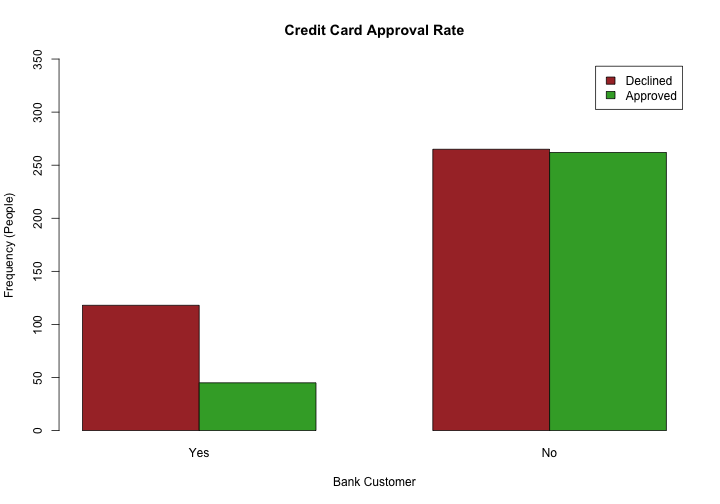 Credit Card Approval Rate
Declined
Approved
350
300
250
200
150
100
50
0
Frequency (People)
Yes
No
Bank Customer